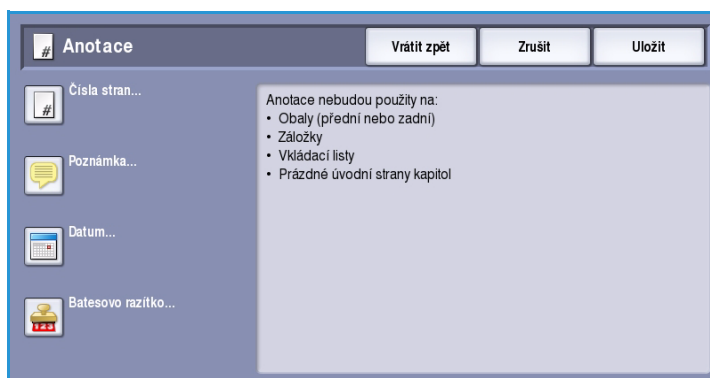 Anotace
Vrátit zpět
Zrušit
Uložit
Čísla stran...
Poznámka...
Datum...
Batesovo razítko...
Anotace nebudou použity na:
• Obaly (přední nebo zadní)
• Záložky
• Vkládací listy
• Prázdné úvodní strany kapitol
#
#
123